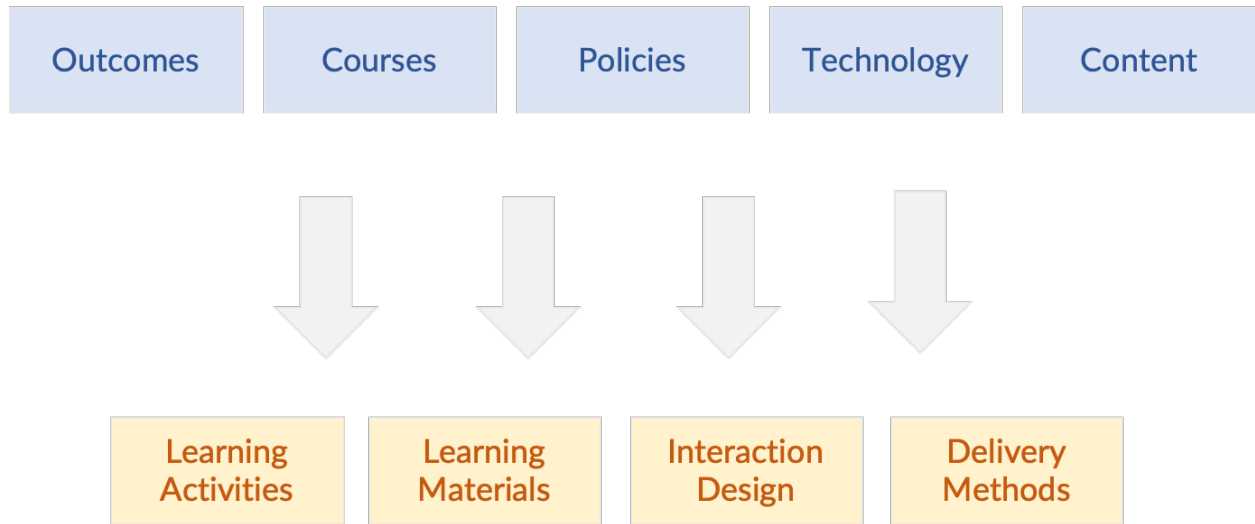 Outcomes
Courses
Policies
Technology
Content
Learning
Activities
Learning
Materials
Interaction
Design
Delivery
Methods